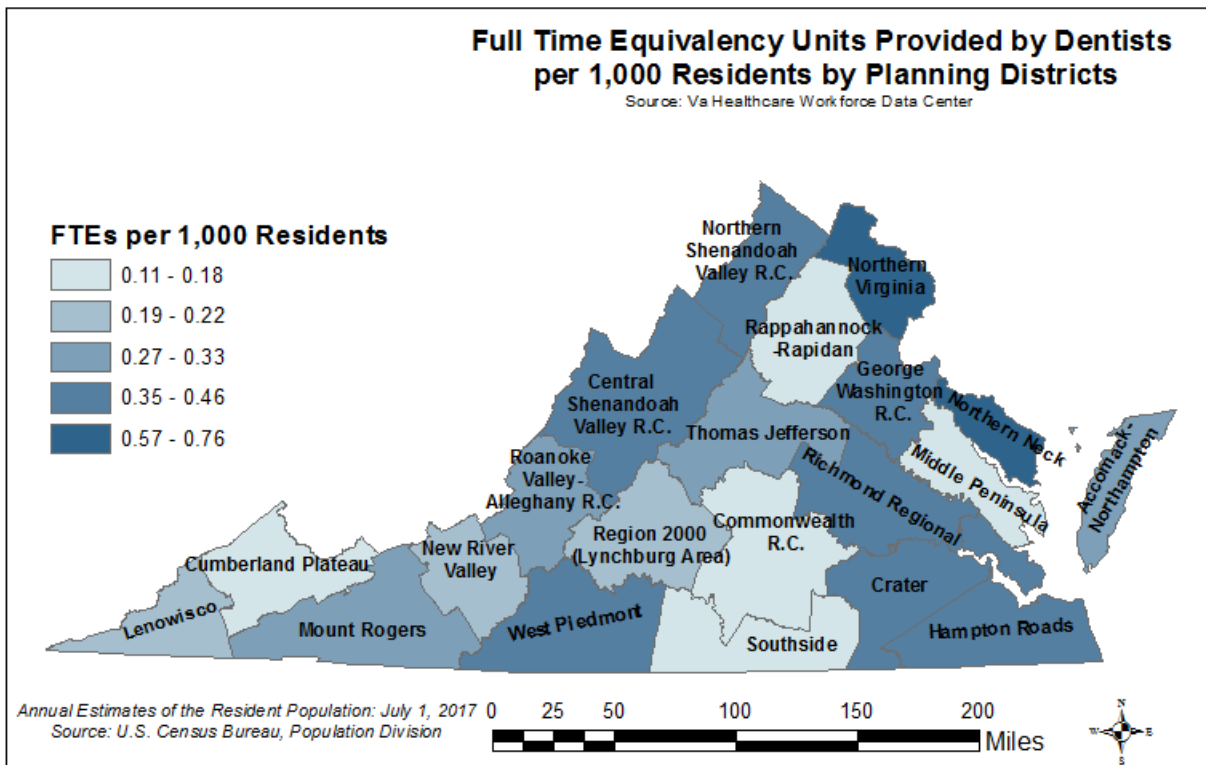 Full Time Equivalency Units Provided by Dentists
per 1,000 Residents by Planning Districts
Source: Va Healthcare Workforce Data Center
FTEs per 1,000 Residents
0.11 - 0.18
0.19 - 0.22
0.27 - 0.33
0.35 - 0.46
0.57 - 0.76
Northern
Shenandoah
Valley R.C.
Northern
Virginia
Rappahannock
-Rapidan
George
Washington
R.C.
Central
Shenandoah
Valley R.C.
Northern Neck
Thomas Jefferson
Middle Peninsula
Accomack-
Northampton
Roanoke
Valley-
Alleghany R.C.
Richmond Regional
Commonwealth
R.C.
Region 2000
(Lynchburg Area)
New River
Valley
Cumberland Plateau
Crater
Lenowisco
Mount Rogers
West Piedmont
Hampton Roads
Southside
Annual Estimates of the Resident Population: July 1, 2017
Source: U.S. Census Bureau, Population Division
0 25 50 100 150 200
Miles
N
W E
S